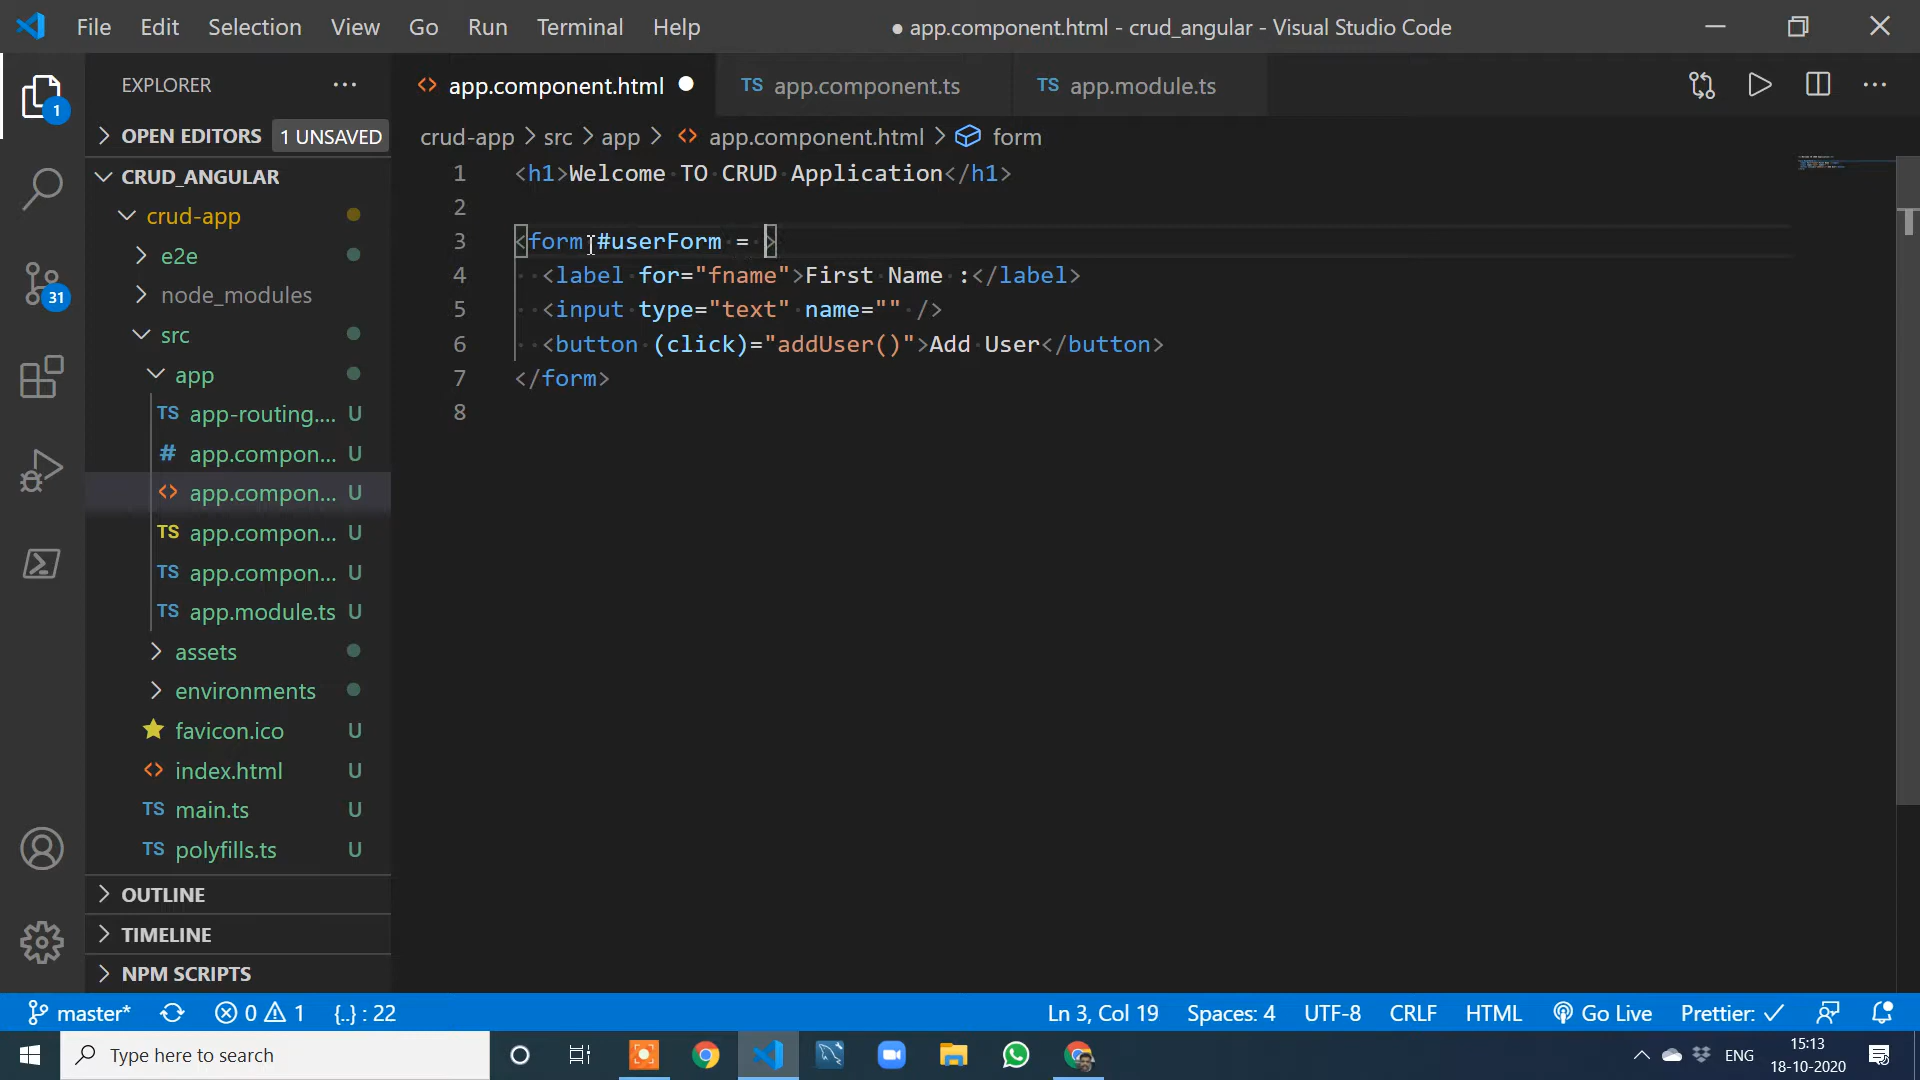 File Edit Selection View Go Run Terminal Help ● app.component.html - crud_angular - Visual Studio Code
EXPLORER ··· <> app.component.html ● TS app.component.ts TS app.module.ts ···
OPEN EDITORS 1 UNSAVED
crud-app > src > app > <> app.component.html > form
CRUD_ANGULAR
crud-app
e2e
node_modules
src
app
TS app-routing.... U
# app.compon... U
<> app.compon... U
TS app.compon... U
TS app.compon... U
TS app.module.ts U
assets
environments
favicon.ico U
<> index.html U
TS main.ts U
TS polyfills.ts U
OUTLINE
TIMELINE
NPM SCRIPTS
1
31
1 <h1>Welcome TO CRUD Application</h1>
2
3 <form #userForm = >
4 <label for="fname">First Name :</label>
5 <input type="text" name="" />
6 <button (click)="addUser()">Add User</button>
7 </form>
8
master* 0 1 {..} : 22 Ln 3, Col 19 Spaces: 4 UTF-8 CRLF HTML Go Live Prettier: ✓
Type here to search ENG 15:13
18-10-2020